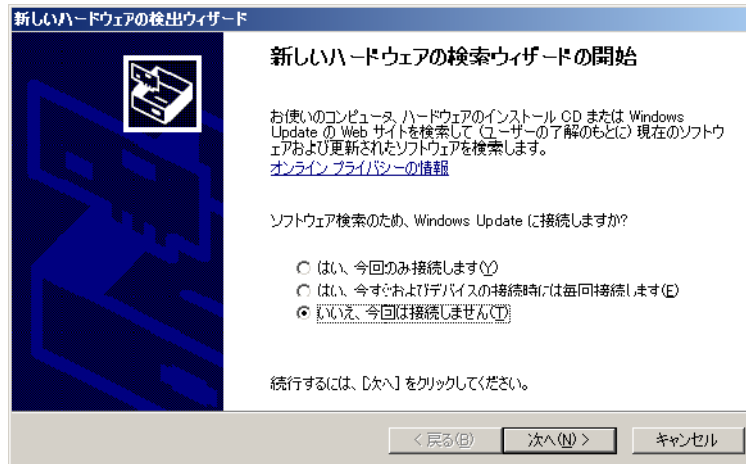 新しいハードウェアの検出ウィザード
新しいハードウェアの検索ウィザードの開始
お使いのコンピュータ、ハードウェアのインストール CD または Windows
Update の Web サイトを検索して (ユーザーの了解のもとに) 現在のソフトウ
ェアおよび更新されたソフトウェアを検索します。
オンライン プライバシーの情報
ソフトウェア検索のため、Windows Update に接続しますか?
はい、今回のみ接続します(Y)
はい、今すぐおよびデバイスの接続時には毎回接続します(E)
いいえ、今回は接続しません(T)
続行するには、[次へ] をクリックしてください。
< 戻る(B) 次へ(N) > キャンセル